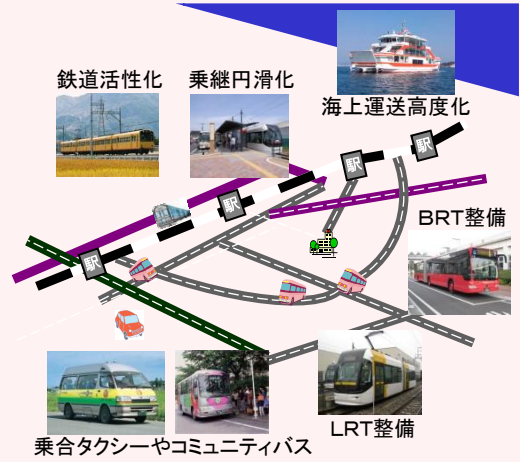 鉄道活性化
乗継円滑化
海上運送高度化
駅
駅
駅
駅
BRT整備
LRT整備
乗合タクシーやコミュニティバス